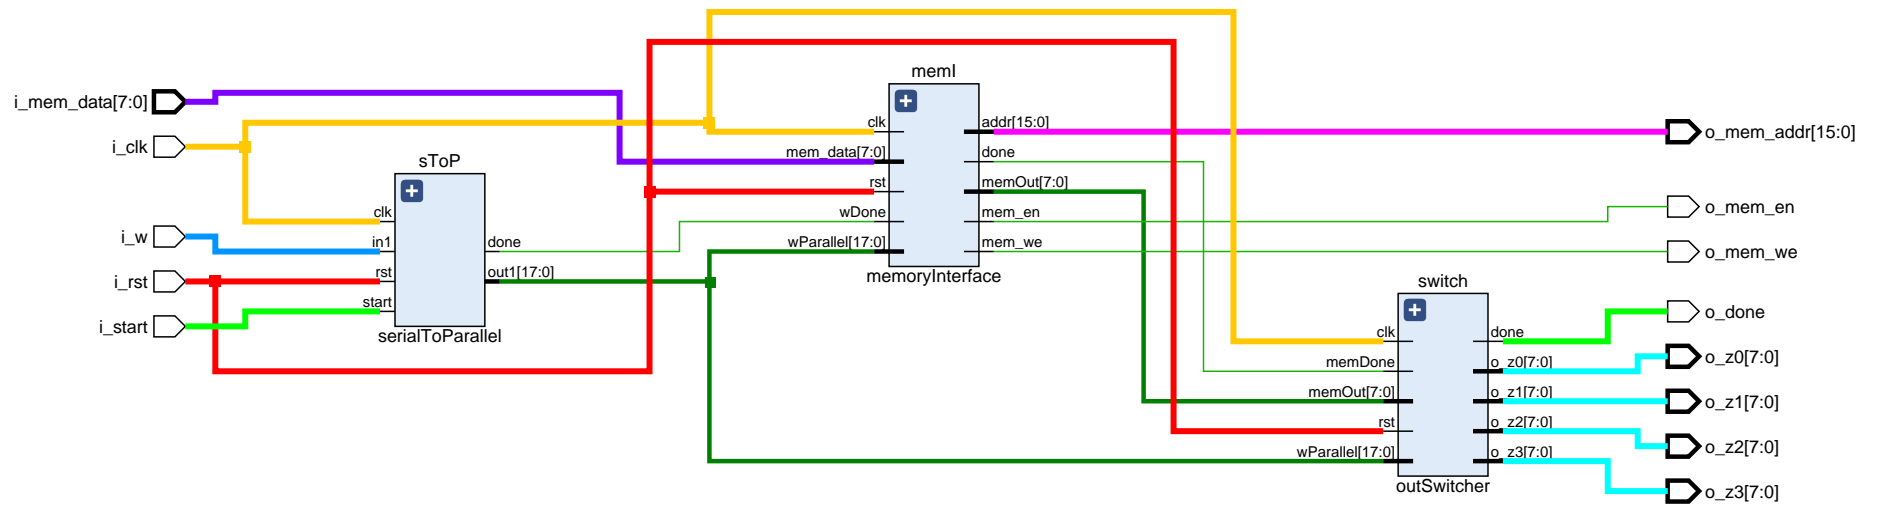 i_mem_data[7:0]
i_clk
i_w
i_rst
i_start
sToP
clk
in1
rst
start
done
out1[17:0]
serialToParallel
memI
clk
mem_data[7:0]
rst
wDone
wParallel[17:0]
addr[15:0]
done
memOut[7:0]
mem_en
mem_we
memoryInterface
switch
clk
memDone
memOut[7:0]
rst
wParallel[17:0]
done
o_z0[7:0]
o_z1[7:0]
o_z2[7:0]
o_z3[7:0]
outSwitcher
o_mem_addr[15:0]
o_mem_en
o_mem_we
o_done
o_z0[7:0]
o_z1[7:0]
o_z2[7:0]
o_z3[7:0]